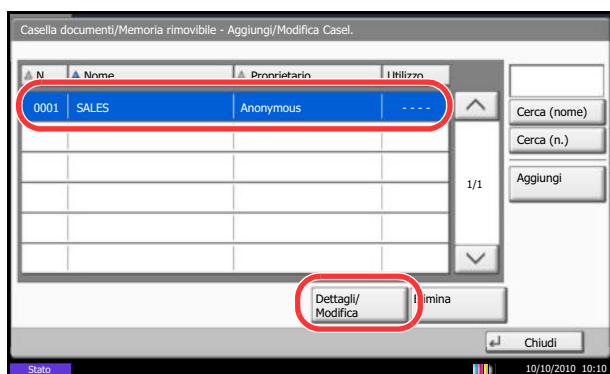 Casella documenti/Memoria rimovibile - Aggiungi/Modifica Casel.
N. Nome Proprietario Utilizzo
0001 SALES Anonymous - - - -
Cerca (nome)
Cerca (n.)
1/1
Aggiungi
Dettagli/
Modifica
Elimina
Chiudi
Stato 10/10/2010 10:10